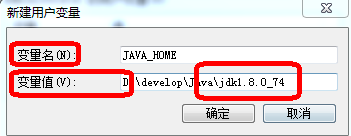 新建用户变量
变量名(N):
JAVA_HOME
变量值(V):
D:\develop\Java\jdk1.8.0_74
确定
取消